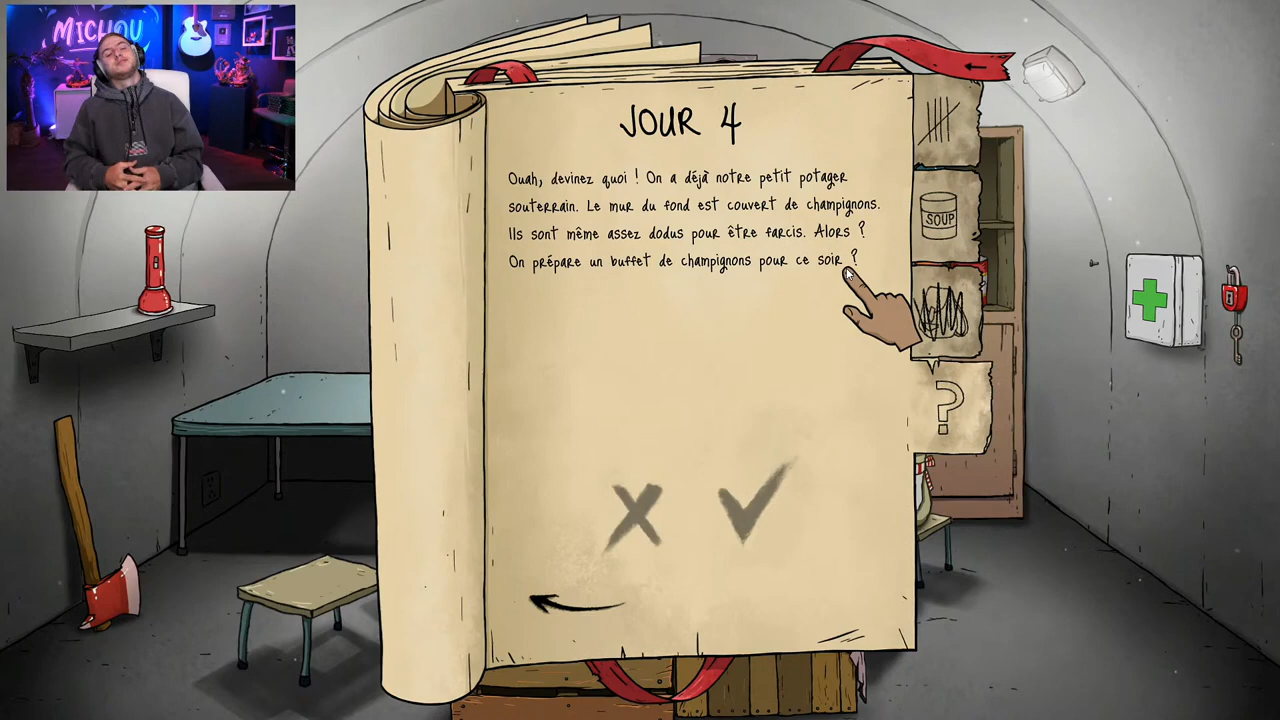 MICHOU
JOUR 4
Ouah, devinez quoi ! On a déjà notre petit potager
souterrain. Le mur du fond est couvert de champignons.
Ils sont même assez dodus pour être farcis. Alors ?
On prépare un buffet de champignons pour ce soir ?
SOUP
?